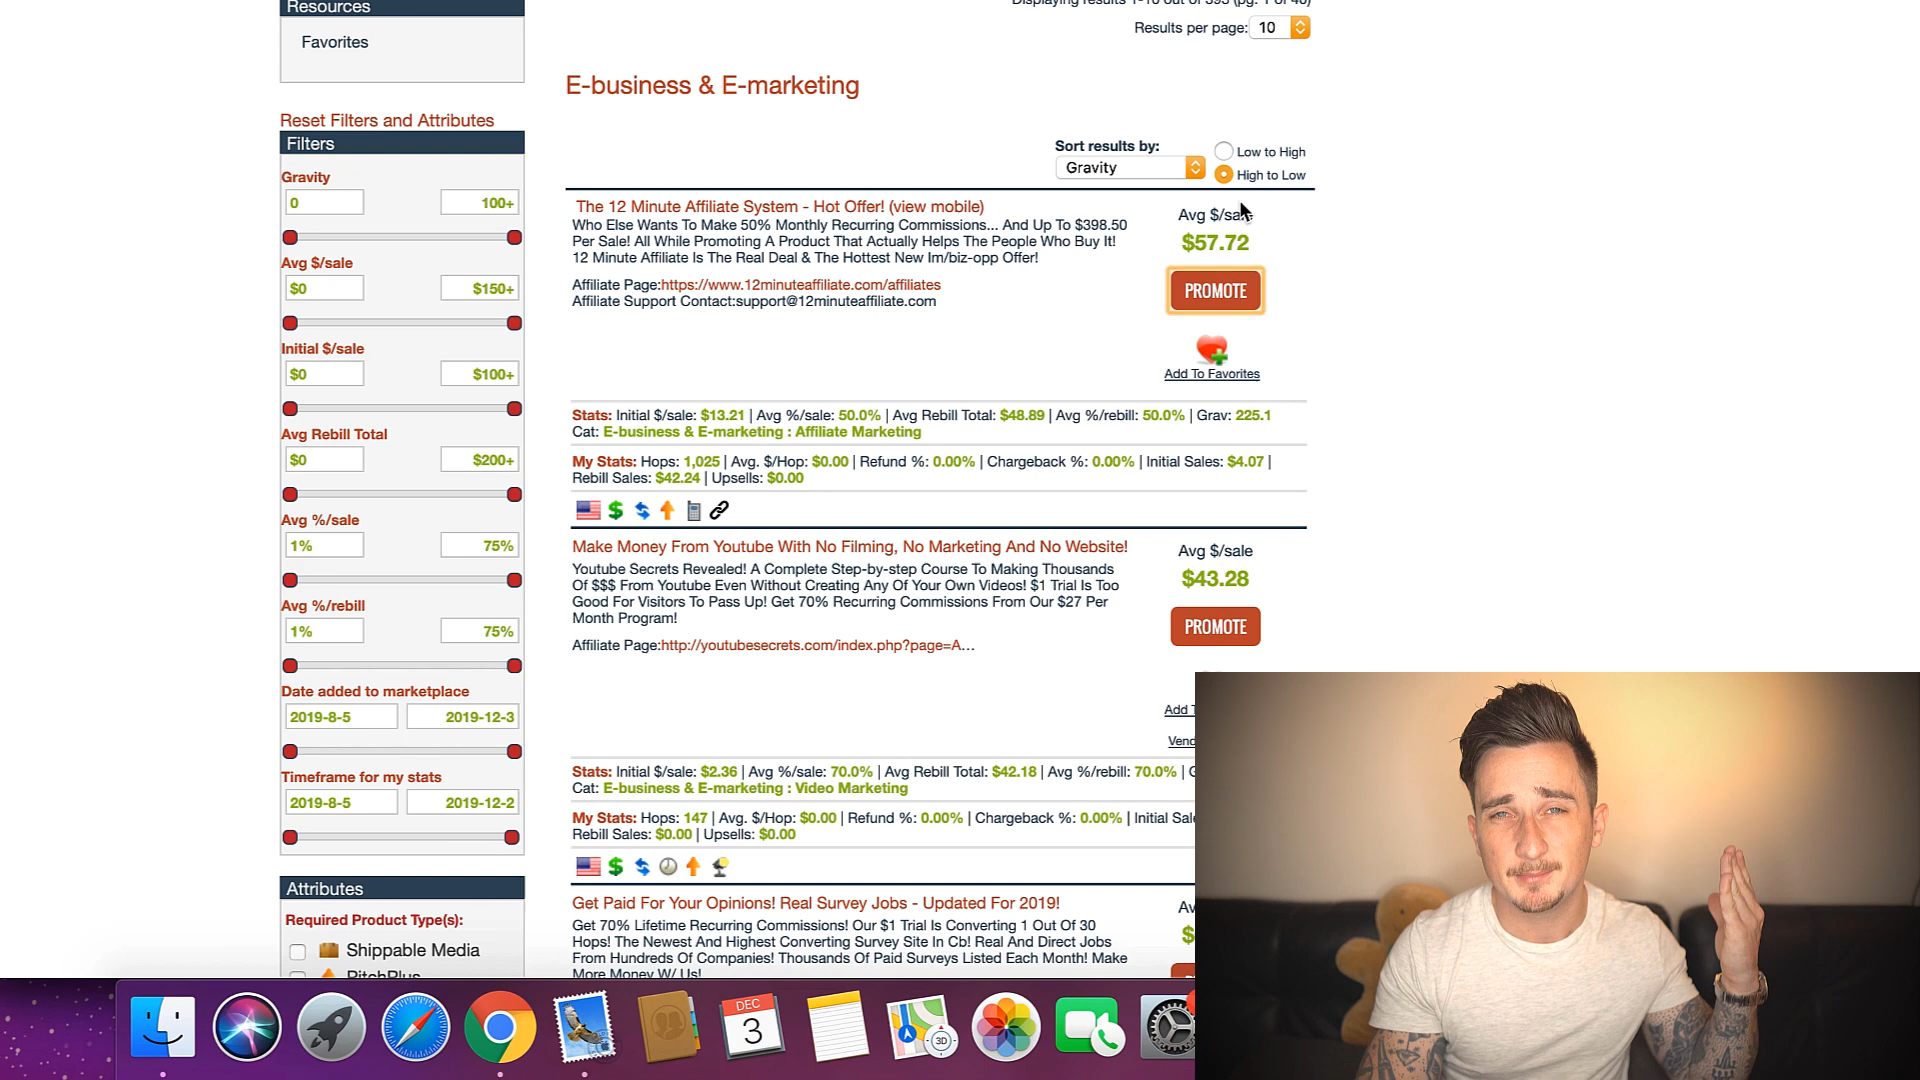 Resources
Favorites
Results per page: 10
E-business & E-marketing
Reset Filters and Attributes
Filters
Gravity
0 100+
Avg $/sale
$0 $150+
Initial $/sale
$0 $100+
Avg Rebill Total
$0 $200+
Avg %/sale
1% 75%
Avg %/rebill
1% 75%
Date added to marketplace
2019-8-5 2019-12-3
Timeframe for my stats
2019-8-5 2019-12-2
Attributes
Required Product Type(s):
Shippable Media
PitchPlus
Sort results by:
Gravity
Low to High
High to Low
The 12 Minute Affiliate System - Hot Offer! (view mobile)
Who Else Wants To Make 50% Monthly Recurring Commissions... And Up To $398.50
Per Sale! All While Promoting A Product That Actually Helps The People Who Buy It!
12 Minute Affiliate Is The Real Deal & The Hottest New Im/biz-opp Offer!
Affiliate Page:https://www.12minuteaffiliate.com/affiliates
Affiliate Support Contact:support@12minuteaffiliate.com
Avg $/sale
$57.72
PROMOTE
Add To Favorites
Stats: Initial $/sale: $13.21 | Avg %/sale: 50.0% | Avg Rebill Total: $48.89 | Avg %/rebill: 50.0% | Grav: 225.1
Cat: E-business & E-marketing : Affiliate Marketing
My Stats: Hops: 1,025 | Avg. $/Hop: $0.00 | Refund %: 0.00% | Chargeback %: 0.00% | Initial Sales: $4.07 |
Rebill Sales: $42.24 | Upsells: $0.00
Make Money From Youtube With No Filming, No Marketing And No Website!
Youtube Secrets Revealed! A Complete Step-by-step Course To Making Thousands
Of $$$ From Youtube Even Without Creating Any Of Your Own Videos! $1 Trial Is Too
Good For Visitors To Pass Up! Get 70% Recurring Commissions From Our $27 Per
Month Program!
Affiliate Page:http://youtubesecrets.com/index.php?page=A...
Avg $/sale
$43.28
PROMOTE
Add
Stats: Initial $/sale: $2.36 | Avg %/sale: 70.0% | Avg Rebill Total: $42.18 | Avg %/rebill: 70.0% |
Cat: E-business & E-marketing : Video Marketing
My Stats: Hops: 147 | Avg. $/Hop: $0.00 | Refund %: 0.00% | Chargeback %: 0.00% | Initial
Rebill Sales: $0.00 | Upsells: $0.00
Get Paid For Your Opinions! Real Survey Jobs - Updated For 2019!
Get 70% Lifetime Recurring Commissions! Our $1 Trial Is Converting 1 Out Of 30
Hops! The Newest And Highest Converting Survey Site In Cb! Real And Direct Jobs
From Hundreds Of Companies! Thousands Of Paid Surveys Listed Each Month! Make
More Money W/ Us!
DEC
3
3D